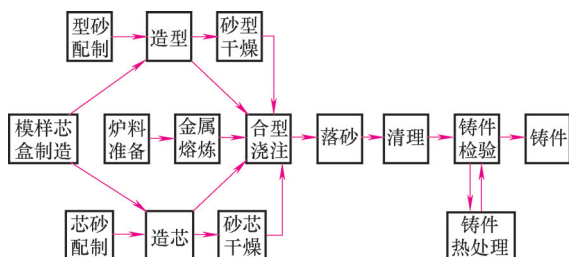 型砂
配制
造型
砂型
干燥
模样芯
盒制造
炉料
准备
金属
熔炼
合型
浇注
落砂
清理
铸件
检验
铸件
芯砂
配制
造芯
砂芯
干燥
铸件
热处理